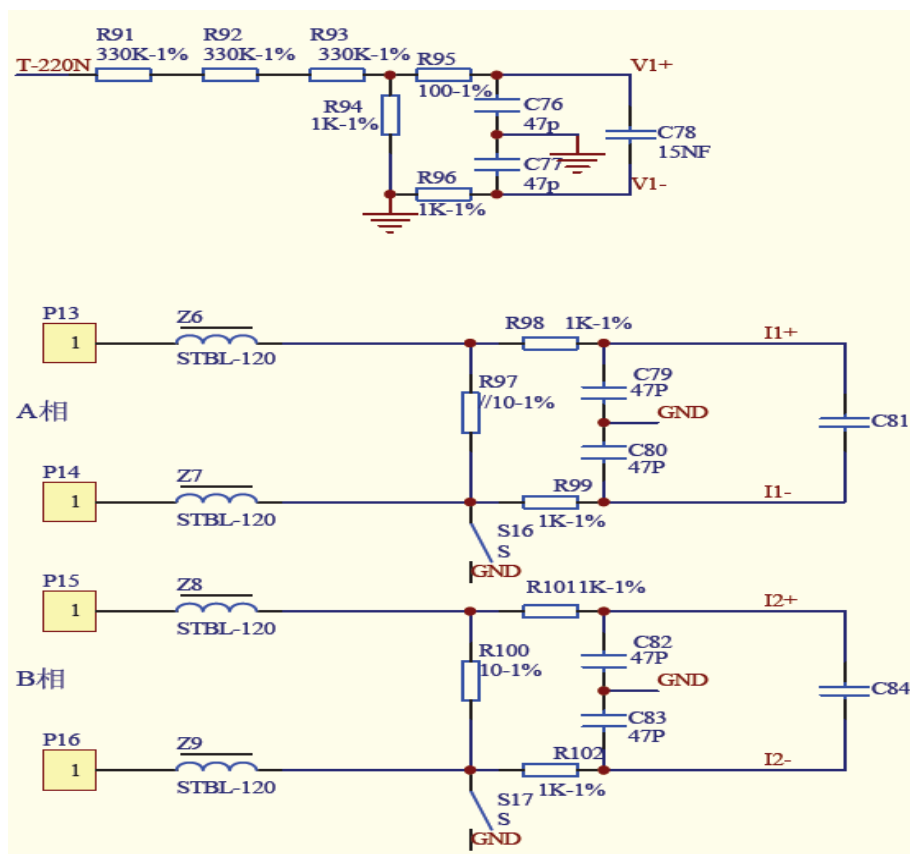 R91 R92 R93
330K-1% 330K-1% 330K-1% R95
T-220N V1+
100-1%
R94 C76
1K-1% 47p C78
15NF
C77
R96 47p V1-
1K-1%
P13 Z6 R98 1K-1% I1+
1
STBL-120 C79
R97 47P
//10-1% GND
A相 C81
C80
P14 Z7 R99 47P I1-
1
STBL-120 1K-1%
S16
S
P15 Z8 GND R101 1K-1% I2+
1
STBL-120 C82
R100 47P
B相 10-1% GND C84
C83
P16 Z9 R102 47P I2-
1
STBL-120 1K-1%
S17
S
GND